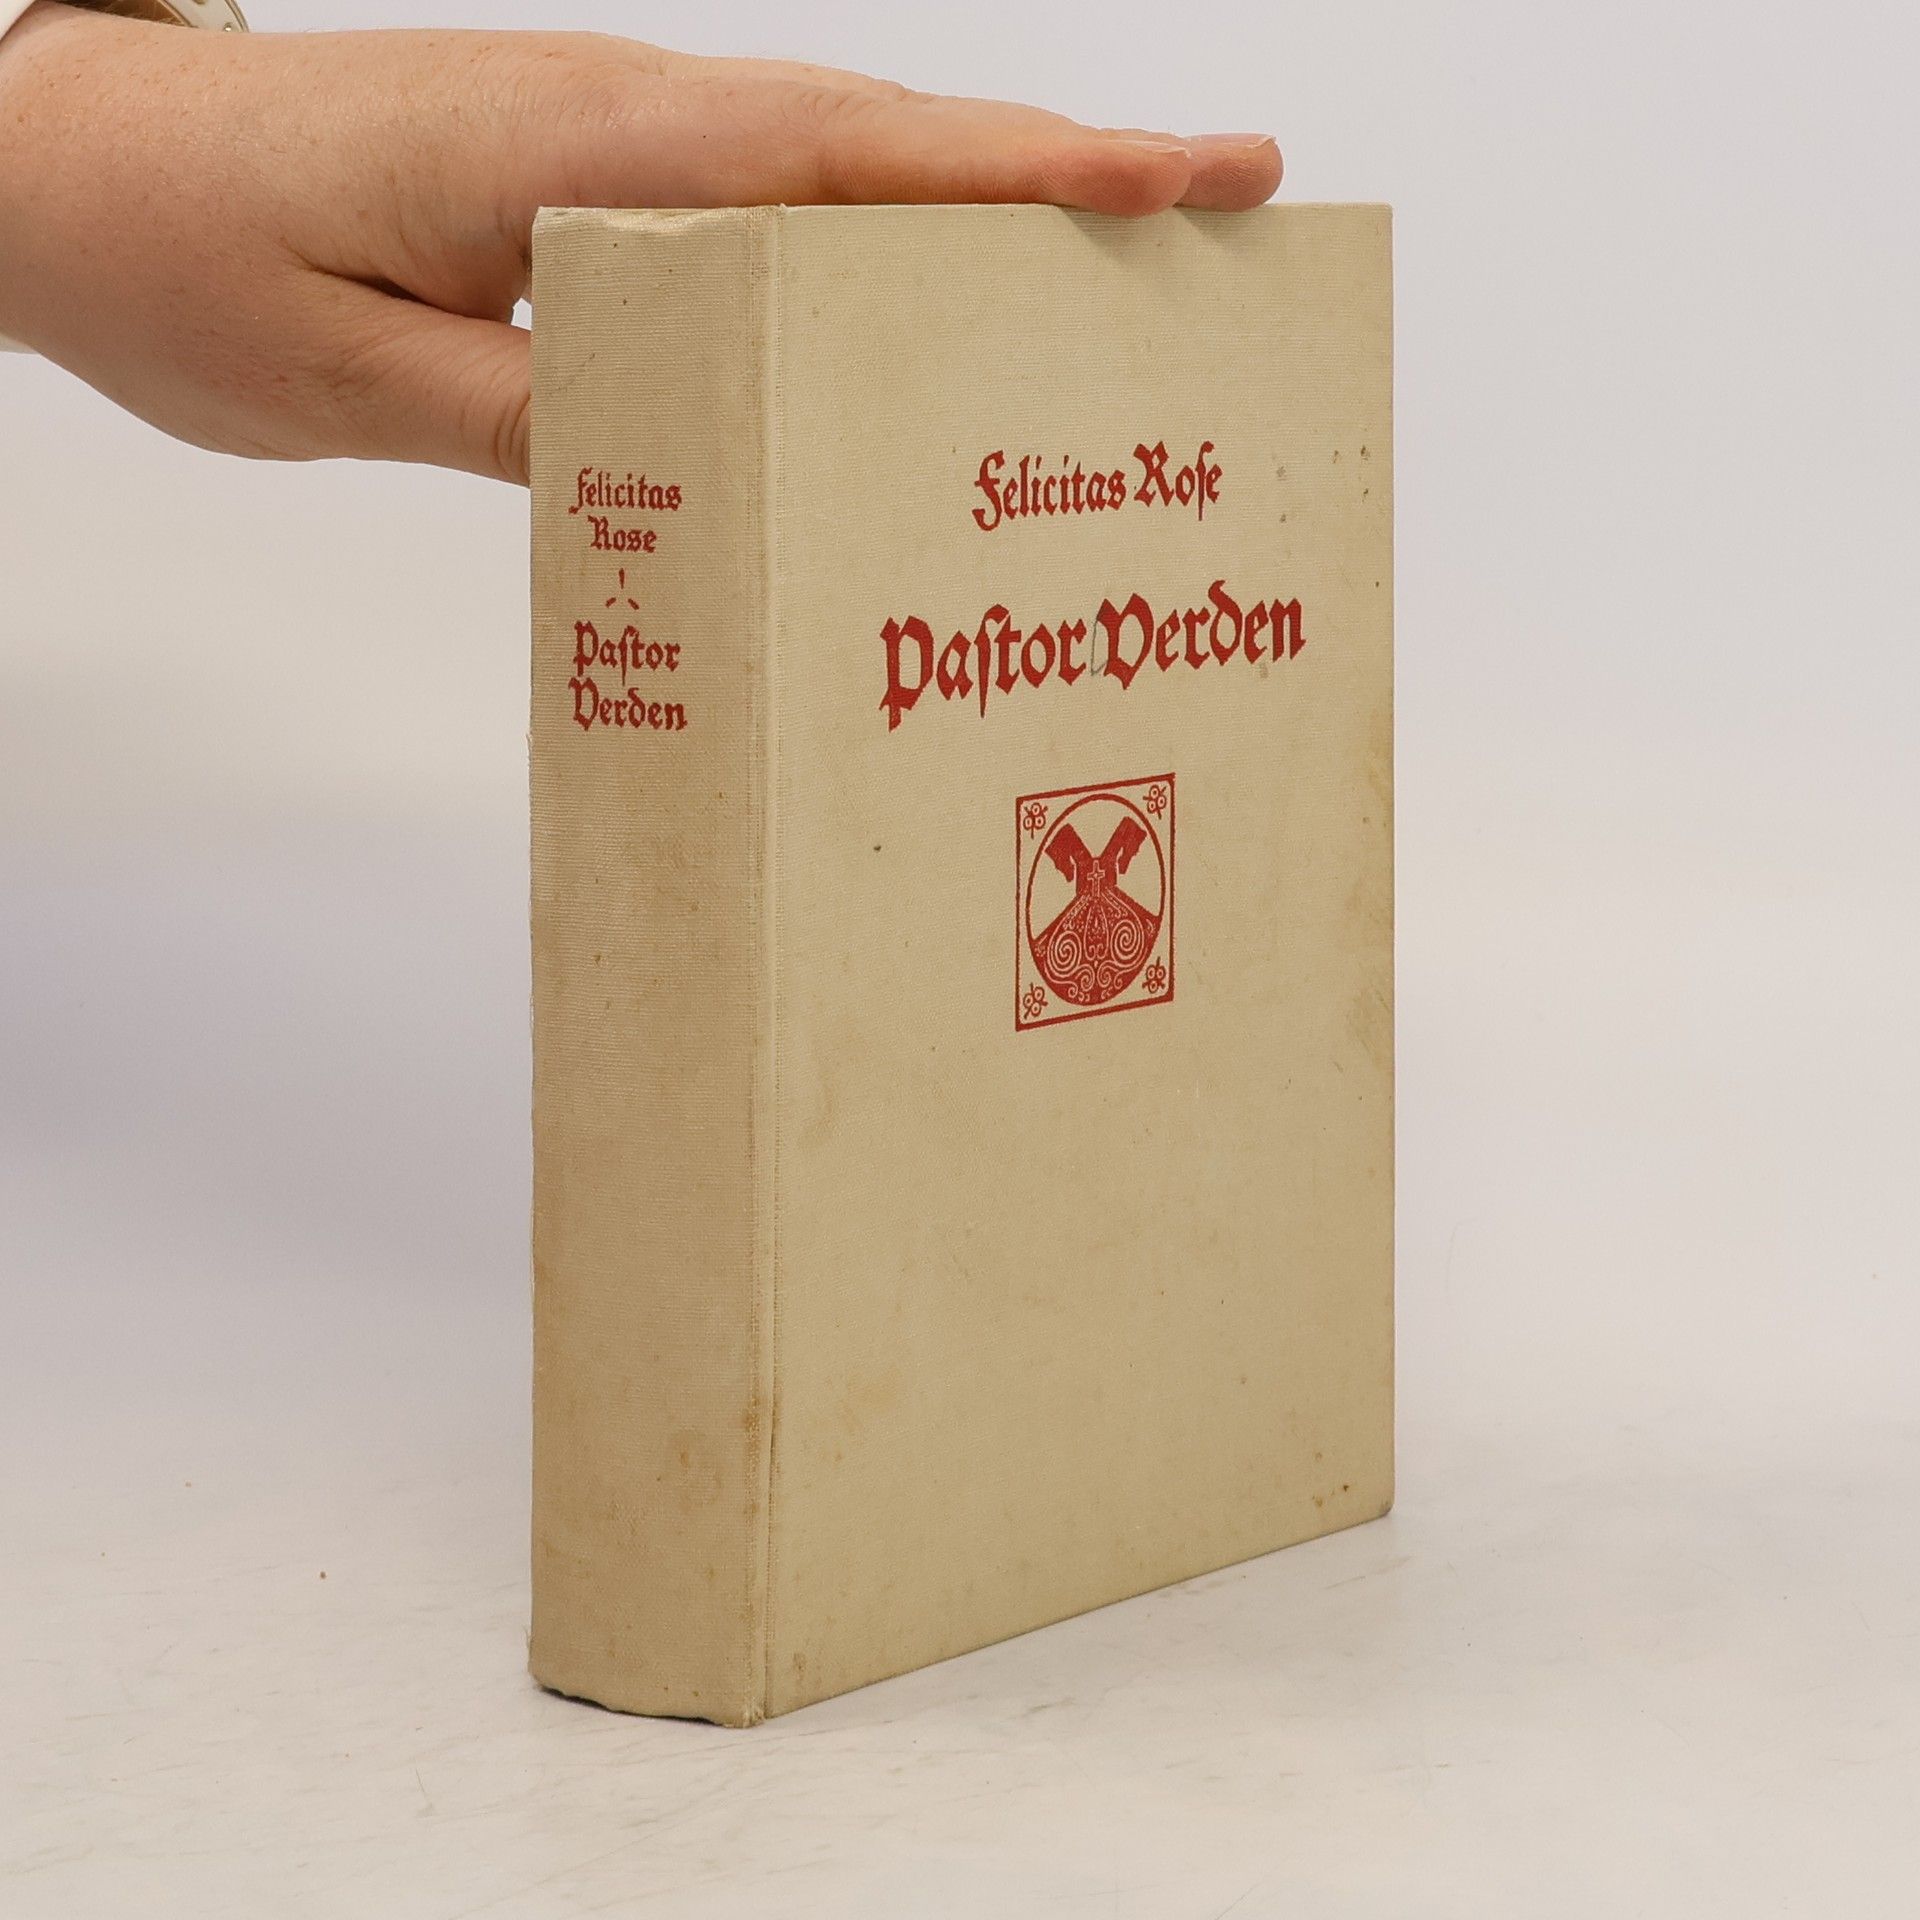 Felicitas
Rose
Paſtor
Verden
Felicitas Roſe
Paſtor Verden